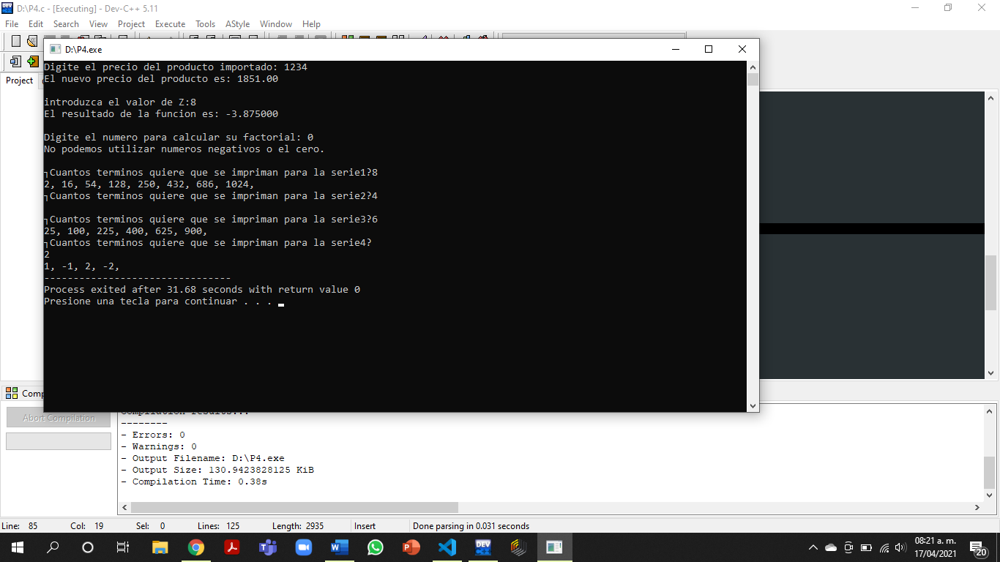 D:\P4.c - [Executing] - Dev-C++ 5.11
File Edit Search View Project Execute Tools AStyle Window Help
D:\P4.exe
Project
Digite el precio del producto importado: 1234
El nuevo precio del producto es: 1851.00
introduzca el valor de Z:8
El resultado de la funcion es: -3.875000
Digite el numero para calcular su factorial: 0
No podemos utilizar numeros negativos o el cero.
┐Cuantos terminos quiere que se impriman para la serie1?8
2, 16, 54, 128, 250, 432, 686, 1024,
┐Cuantos terminos quiere que se impriman para la serie2?4
┐Cuantos terminos quiere que se impriman para la serie3?6
25, 100, 225, 400, 625, 900,
┐Cuantos terminos quiere que se impriman para la serie4?
2
1, -1, 2, -2,
--------------------------------
Process exited after 31.68 seconds with return value 0
Presione una tecla para continuar . . .
Comp
Abort Compilation
Compilation results...
--------
- Errors: 0
- Warnings: 0
- Output Filename: D:\P4.exe
- Output Size: 130.9423828125 KiB
- Compilation Time: 0.38s
Line: 85 Col: 19 Sel: 0 Lines: 125 Length: 2935 Insert Done parsing in 0.031 seconds
08:21 a. m.
17/04/2021
20